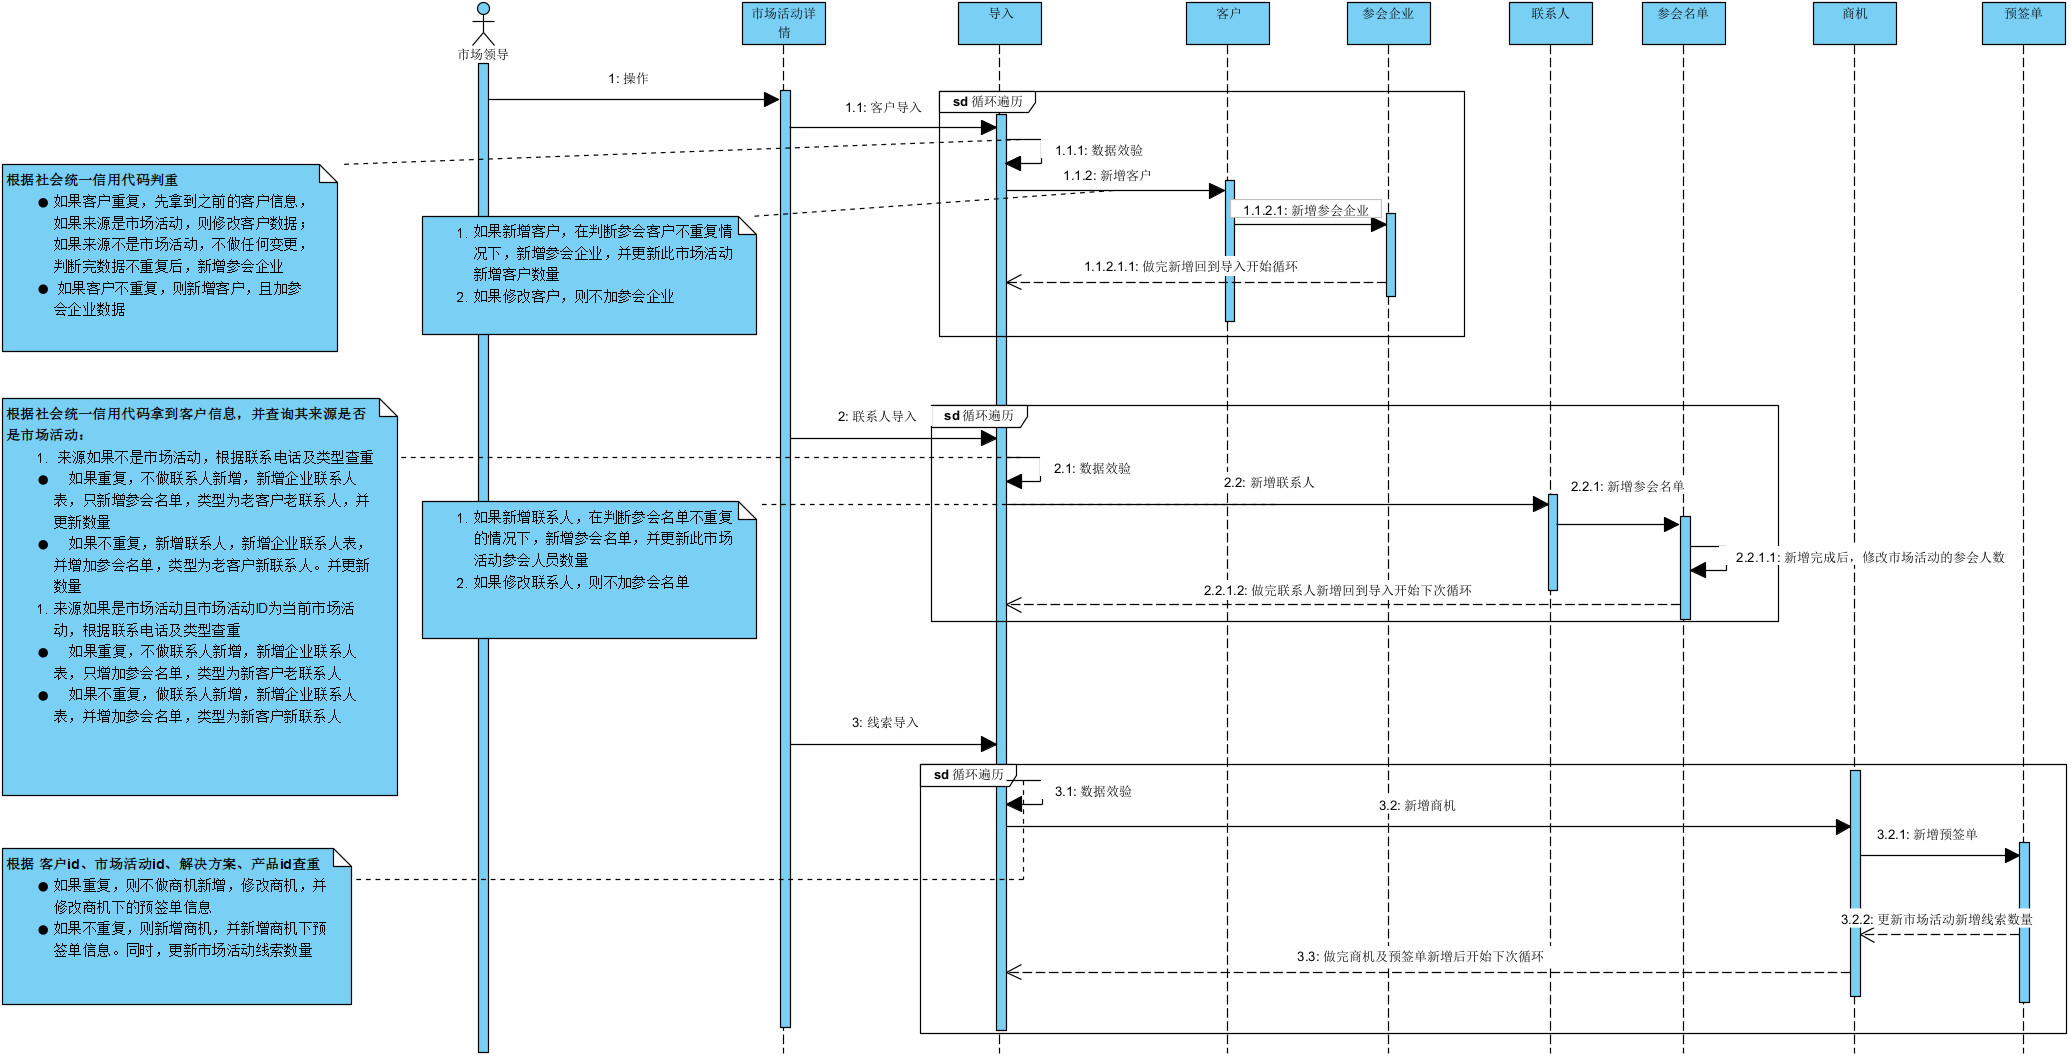 市场领导
市场活动详
情
导入
客户
参会企业
联系人
参会名单
商机
预签单
1: 操作
sd 循环遍历
1.1: 客户导入
1.1.1: 数据效验
1.1.2: 新增客户
1.1.2.1: 新增参会企业
1.1.2.1.1: 做完新增回到导入开始循环
根据社会统一信用代码判重
● 如果客户重复，先拿到之前的客户信息，
如果来源是市场活动，则修改客户数据；
如果来源不是市场活动，不做任何变更，
判断完数据不重复后，新增参会企业
● 如果客户不重复，则新增客户，且加参
会企业数据
1. 如果新增客户，在判断参会客户不重复情
况下，新增参会企业，并更新此市场活动
新增客户数量
2. 如果修改客户，则不加参会企业
2: 联系人导入
sd 循环遍历
2.1: 数据效验
2.2: 新增联系人
2.2.1: 新增参会名单
2.2.1.1: 新增完成后，修改市场活动的参会人数
2.2.1.2: 做完联系人新增回到导入开始下次循环
根据社会统一信用代码拿到客户信息，并查询其来源是否
是市场活动：
1. 来源如果不是市场活动，根据联系电话及类型查重
● 如果重复，不做联系人新增，新增企业联系人
表，只新增参会名单，类型为老客户老联系人，并
更新数量
● 如果不重复，新增联系人，新增企业联系人表，
并增加参会名单，类型为老客户新联系人。并更新
数量
1. 来源如果是市场活动且市场活动ID为当前市场活
动，根据联系电话及类型查重
● 如果重复，不做联系人新增，新增企业联系人
表，只增加参会名单，类型为新客户老联系人
● 如果不重复，做联系人新增，新增企业联系人
表，并增加参会名单，类型为新客户新联系人
1. 如果新增联系人，在判断参会名单不重复
的情况下，新增参会名单，并更新此市场
活动参会人员数量
2. 如果修改联系人，则不加参会名单
3: 线索导入
sd 循环遍历
3.1: 数据效验
3.2: 新增商机
3.2.1: 新增预签单
3.2.2: 更新市场活动新增线索数量
3.3: 做完商机及预签单新增后开始下次循环
根据 客户id、市场活动id、解决方案、产品id查重
● 如果重复，则不做商机新增，修改商机，并
修改商机下的预签单信息
● 如果不重复，则新增商机，并新增商机下预
签单信息。同时，更新市场活动线索数量